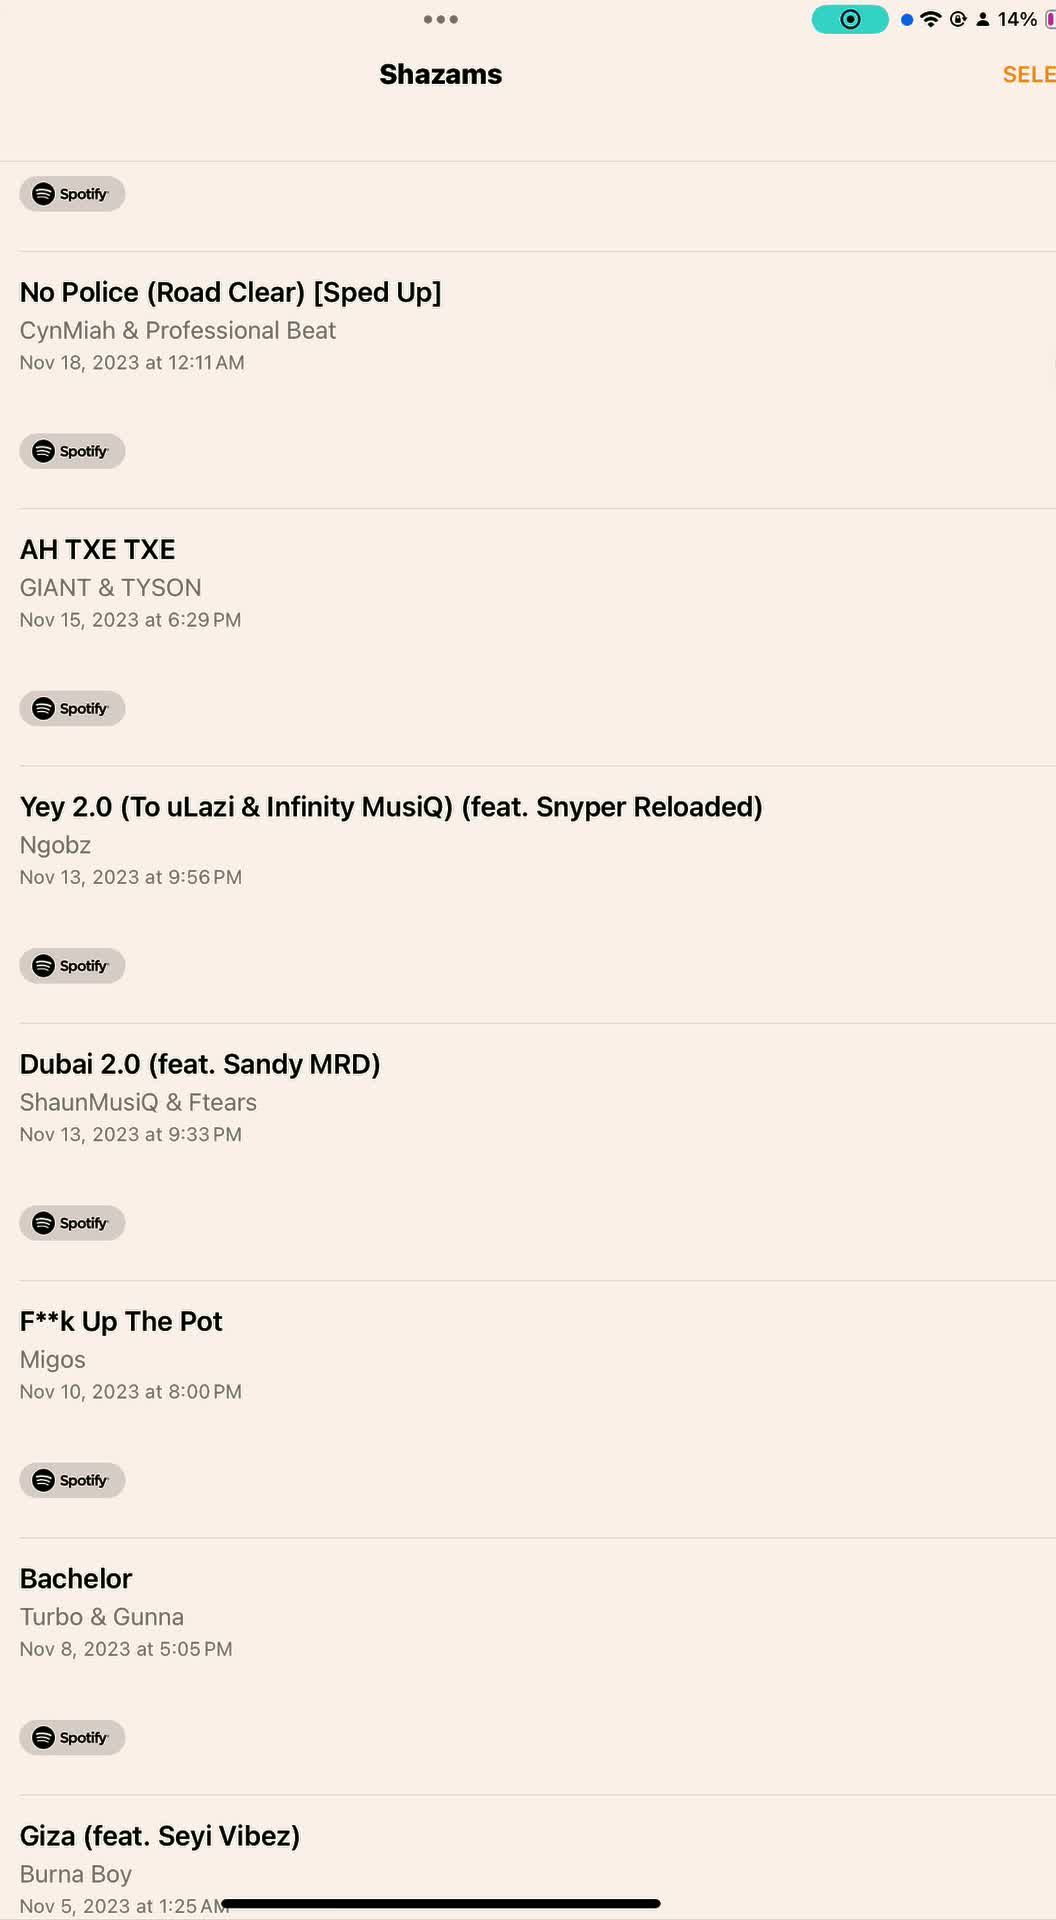 14%
Shazams
SELE
Spotify
No Police (Road Clear) [Sped Up]
CynMiah & Professional Beat
Nov 18, 2023 at 12:11 AM
Spotify
AH TXE TXE
GIANT & TYSON
Nov 15, 2023 at 6:29 PM
Spotify
Yey 2.0 (To uLazi & Infinity MusiQ) (feat. Snyper Reloaded)
Ngobz
Nov 13, 2023 at 9:56 PM
Spotify
Dubai 2.0 (feat. Sandy MRD)
ShaunMusiQ & Ftears
Nov 13, 2023 at 9:33 PM
Spotify
F**k Up The Pot
Migos
Nov 10, 2023 at 8:00 PM
Spotify
Bachelor
Turbo & Gunna
Nov 8, 2023 at 5:05 PM
Spotify
Giza (feat. Seyi Vibez)
Burna Boy
Nov 5, 2023 at 1:25 AM